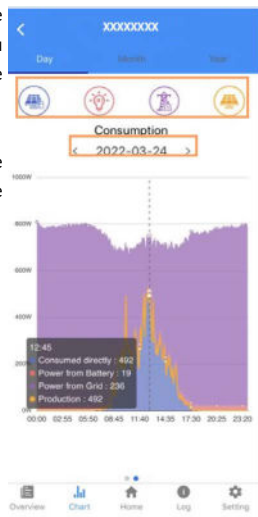 XXXXXXXX
Day Month Year
Consumption
< 2022-03-24 >
1000W
800W
600W
400W
200W
0W
12:45
Consumed directly : 492
Power from Battery : 19
Power from Grid : 236
Production : 492
00:00 02:55 05:50 08:45 11:40 14:35 17:30 20:25 23:20
Overview Chart Home Log Setting